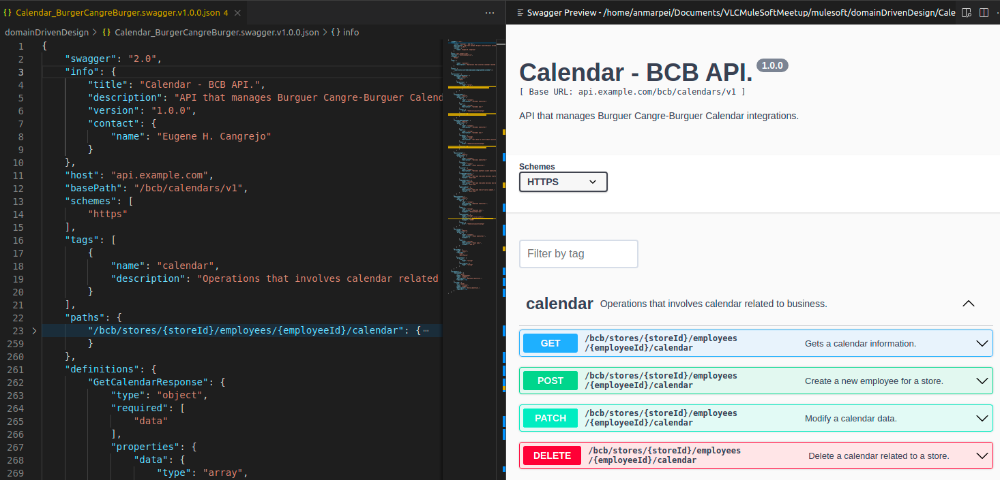 {} Calendar_BurgerCangreBurger.swagger.v1.0.0.json 4 ×
domainDrivenDesign > {} Calendar_BurgerCangreBurger.swagger.v1.0.0.json > {} info
1 {
2 "swagger": "2.0",
3 "info": {
4 "title": "Calendar - BCB API.",
5 "description": "API that manages Burguer Cangre-Burguer Calend
6 "version": "1.0.0",
7 "contact": {
8 "name": "Eugene H. Cangrejo"
9 }
10 },
11 "host": "api.example.com",
12 "basePath": "/bcb/calendars/v1",
13 "schemes": [
14 "https"
15 ],
16 "tags": [
17 {
18 "name": "calendar",
19 "description": "Operations that involves calendar related
20 }
21 ],
22 "paths": {
23 "/bcb/stores/{storeId}/employees/{employeeId}/calendar": {
259 }
260 },
261 "definitions": {
262 "GetCalendarResponse": {
263 "type": "object",
264 "required": [
265 "data"
266 ],
267 "properties": {
268 "data": {
269 "type": "array",
Swagger Preview - /home/anmarpei/Documents/VLCMuleSoftMeetup/mulesoft/domainDrivenDesign/Cale
Calendar - BCB API. 1.0.0
[ Base URL: api.example.com/bcb/calendars/v1 ]
API that manages Burguer Cangre-Burguer Calendar integrations.
Schemes
HTTPS
Filter by tag
calendar Operations that involves calendar related to business.
GET /bcb/stores/{storeId}/employees
/{employeeId}/calendar Gets a calendar information.
POST /bcb/stores/{storeId}/employees
/{employeeId}/calendar Create a new employee for a store.
PATCH /bcb/stores/{storeId}/employees
/{employeeId}/calendar Modify a calendar data.
DELETE /bcb/stores/{storeId}/employees
/{employeeId}/calendar Delete a calendar related to a store.